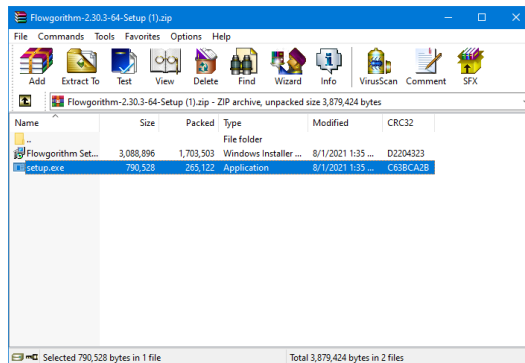 Flowgorithm-2.30.3-64-Setup (1).zip
File Commands Tools Favorites Options Help
Add Extract To Test View Delete Find Wizard Info VirusScan Comment SFX
Flowgorithm-2.30.3-64-Setup (1).zip - ZIP archive, unpacked size 3,879,424 bytes
Name Size Packed Type Modified CRC32
.. File folder
Flowgorithm Set... 3,088,896 1,703,503 Windows Installer ... 8/1/2021 1:35 ... D2204323
setup.exe 790,528 265,122 Application 8/1/2021 1:35 ... C63BCA2B
Selected 790,528 bytes in 1 file Total 3,879,424 bytes in 2 files